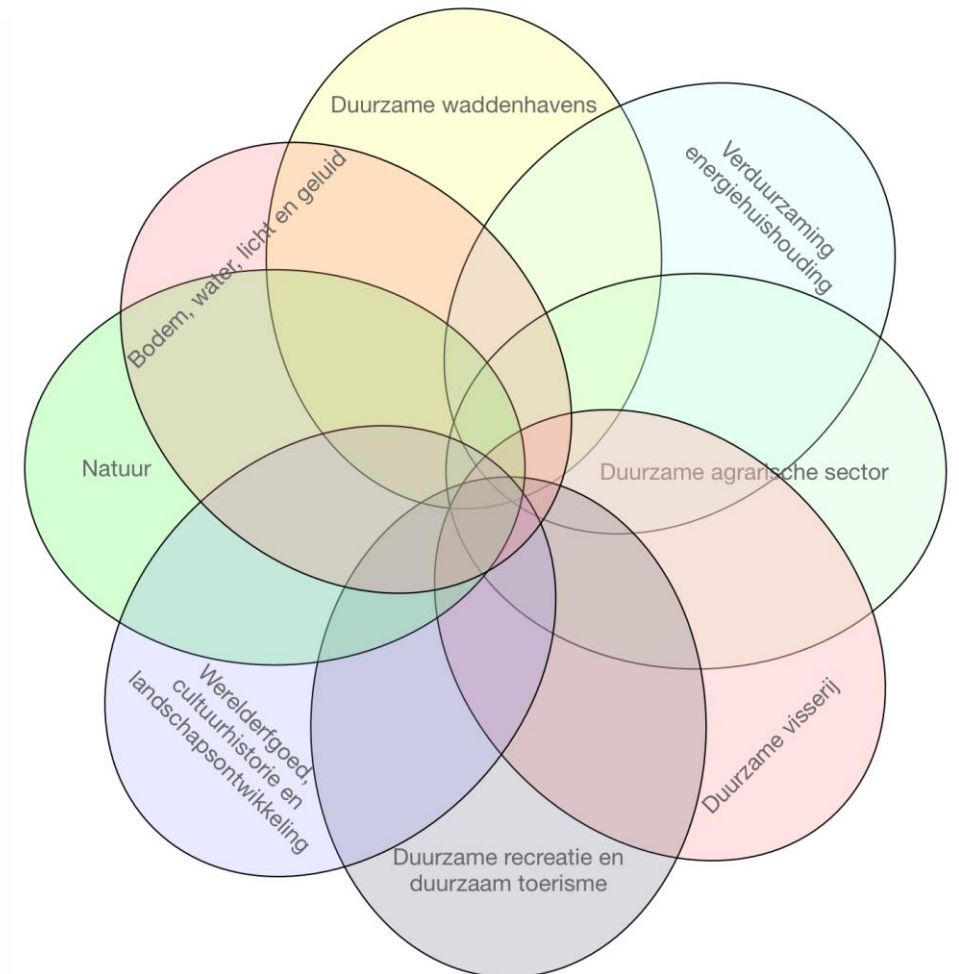 Duurzame waddenhavens
Verduurzaming
energiehuishouding
Bodem, water, licht en geluid
Natuur
Duurzame agrarische sector
Werelderfgoed,
cultuurhistorie en
landschapsontwikkeling
Duurzame visserij
Duurzame recreatie en
duurzaam toerisme